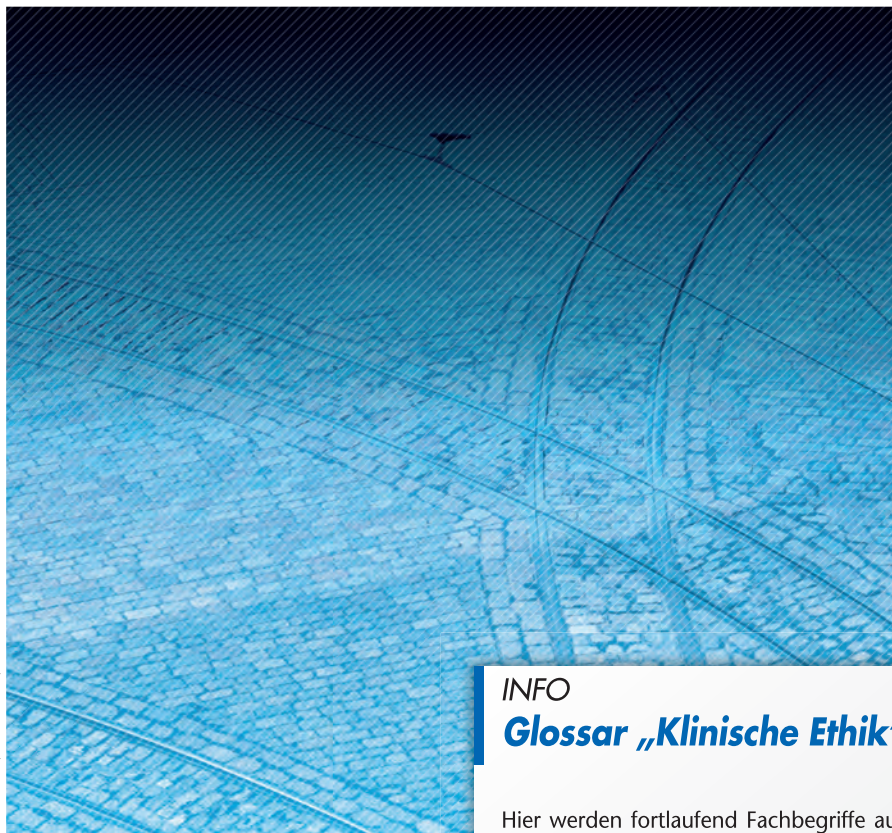 INFO
Glossar „Klinische Ethik“
Hier werden fortlaufend Fachbegriffe